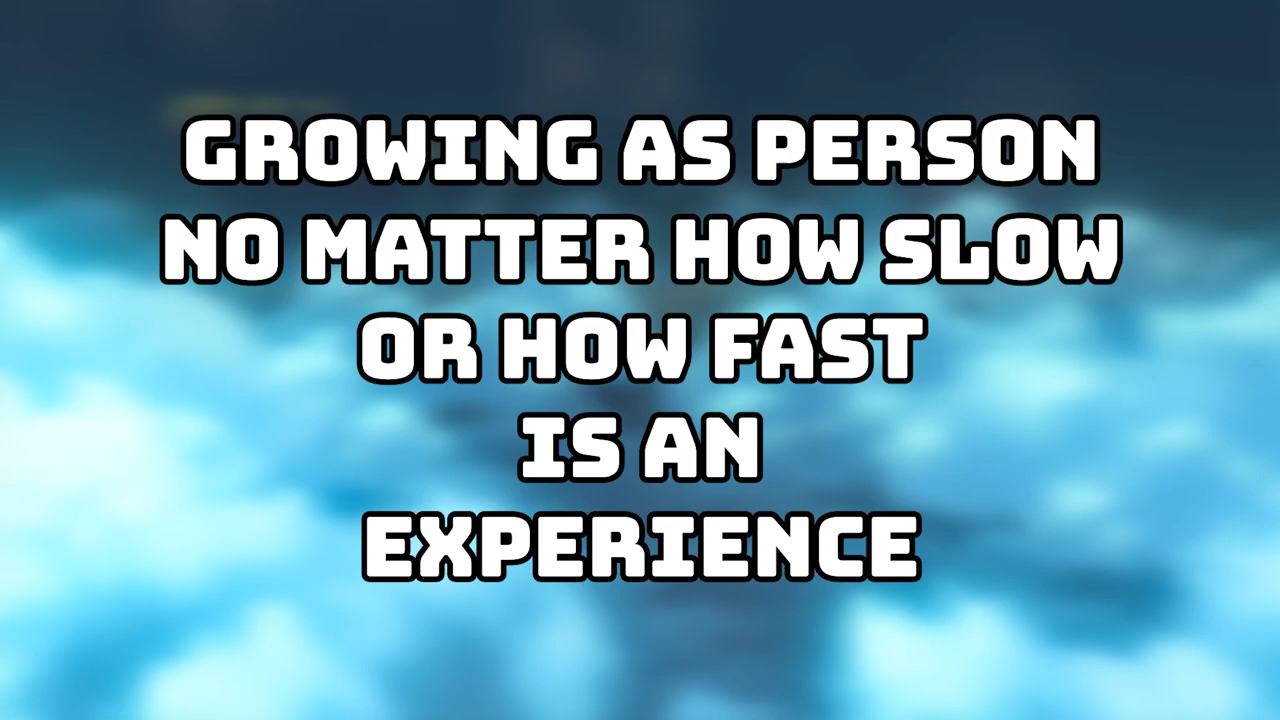 GROWING AS PERSON
NO MATTER HOW SLOW
OR HOW FAST
IS AN
EXPERIENCE